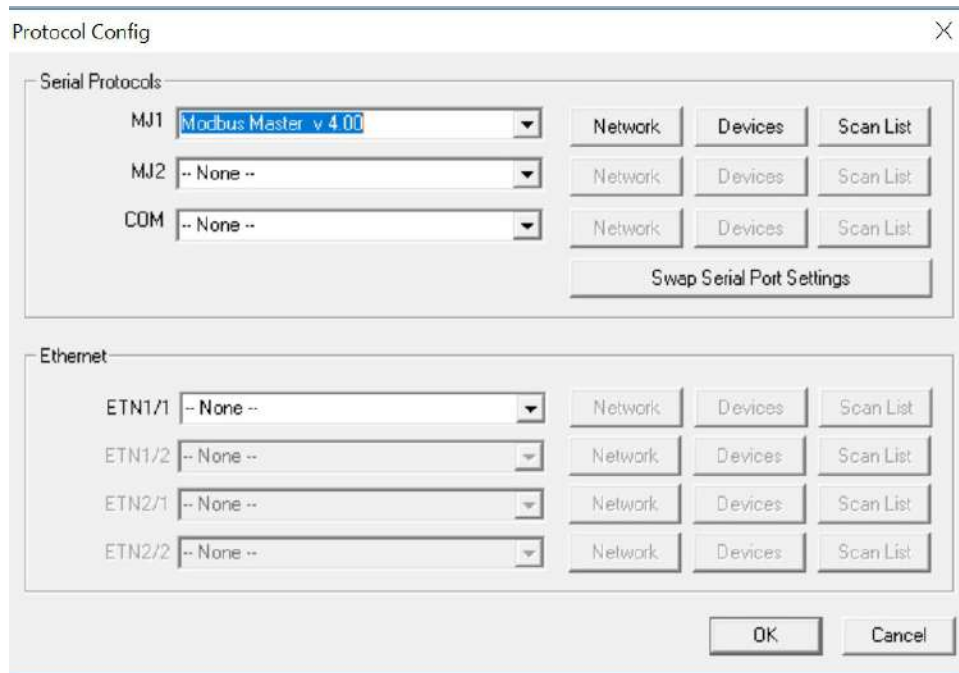 Protocol Config
Serial Protocols
MJ1 Modbus Master v 4.00 Network Devices Scan List
MJ2 -- None -- Network Devices Scan List
COM -- None -- Network Devices Scan List
Swap Serial Port Settings
Ethernet
ETN1/1 -- None -- Network Devices Scan List
ETN1/2 -- None -- Network Devices Scan List
ETN2/1 -- None -- Network Devices Scan List
ETN2/2 -- None -- Network Devices Scan List
OK Cancel